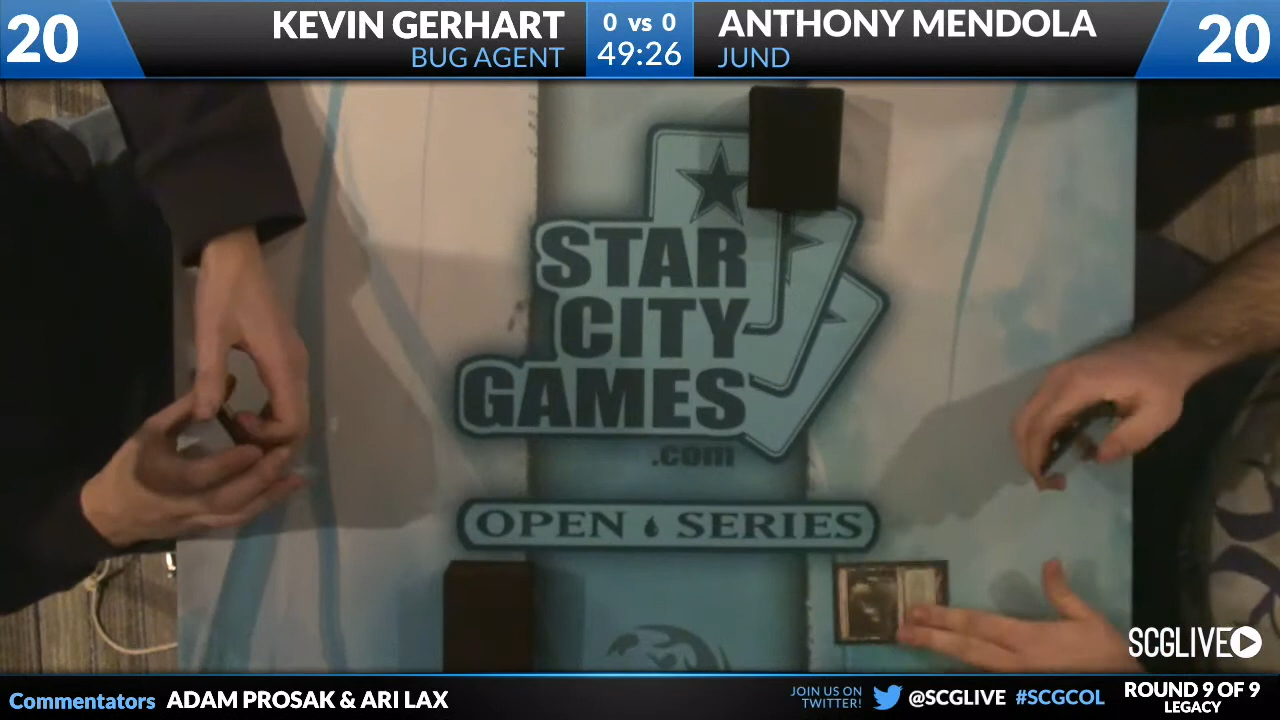 20
KEVIN GERHART
BUG AGENT
0 vs 0
49:26
ANTHONY MENDOLA
JUND
20
STAR
CITY
GAMES
.com
OPEN SERIES
SCGLIVE
Commentators ADAM PROSAK & ARI LAX
JOIN US ON
TWITTER!
@SCGLIVE #SCGCOL
ROUND 9 OF 9
LEGACY